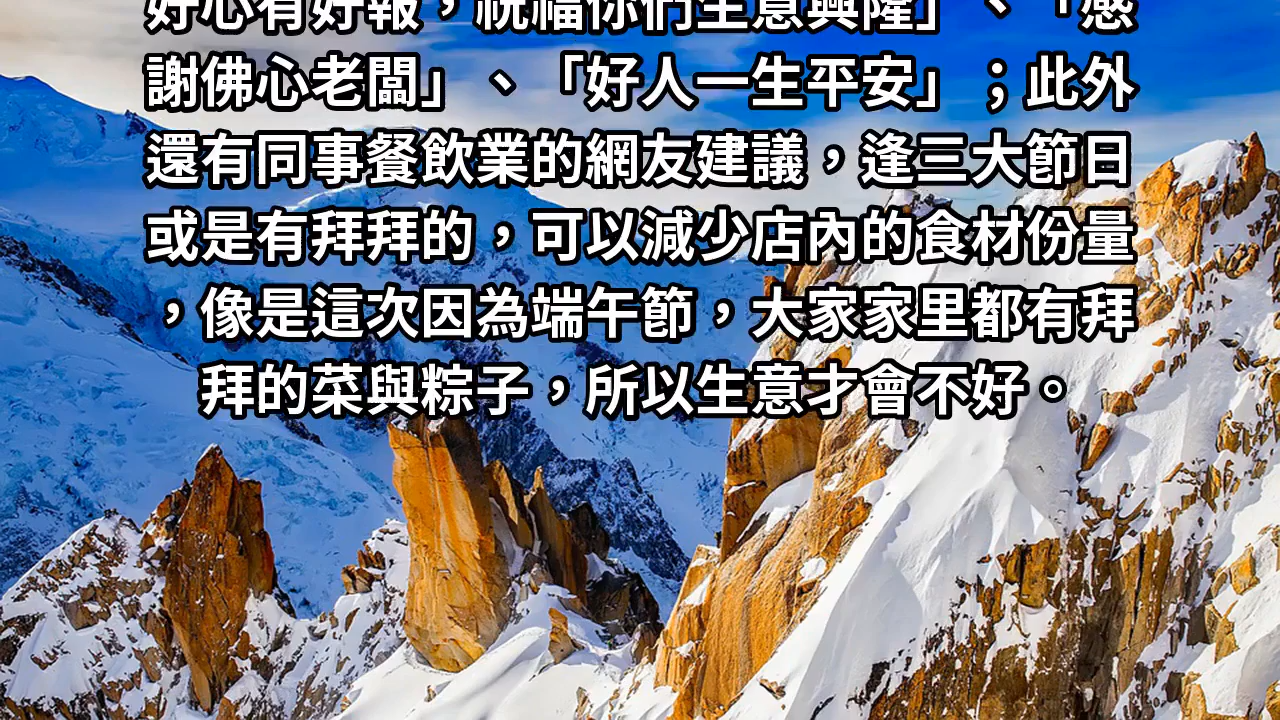 好心有好報，祝福你們生意興隆」、「感
謝佛心老闆」、「好人一生平安」；此外
還有同事餐飲業的網友建議，逢三大節日
或是有拜拜的，可以減少店內的食材份量
，像是這次因為端午節，大家家里都有拜
拜的菜與粽子，所以生意才會不好。